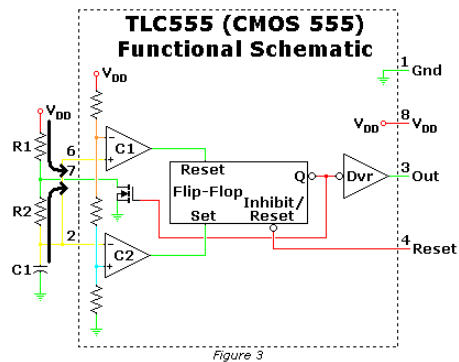 TLC555 (CMOS 555)
Functional Schematic
1
Gnd
VDD
VDD
8
VDD
VDD
R1
6
C1
7
Reset
Q
Dvr
3
Out
Flip-Flop
R2
Inhibit/
Reset
Set
2
4
Reset
C2
C1
Figure 3